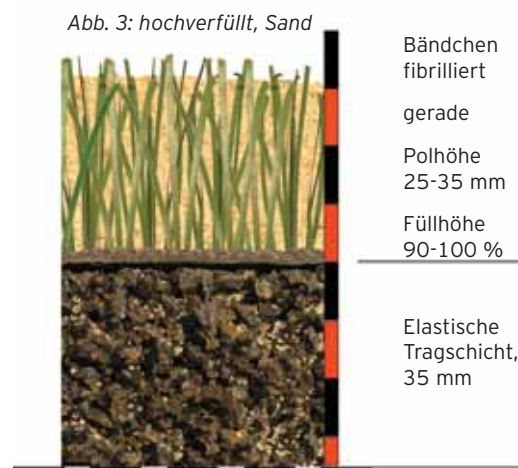 Abb. 3: hochverfüllt, Sand
Bändchen
fibrilliert
gerade
Polhöhe
25-35 mm
Füllhöhe
90-100 %
Elastische
Tragschicht,
35 mm